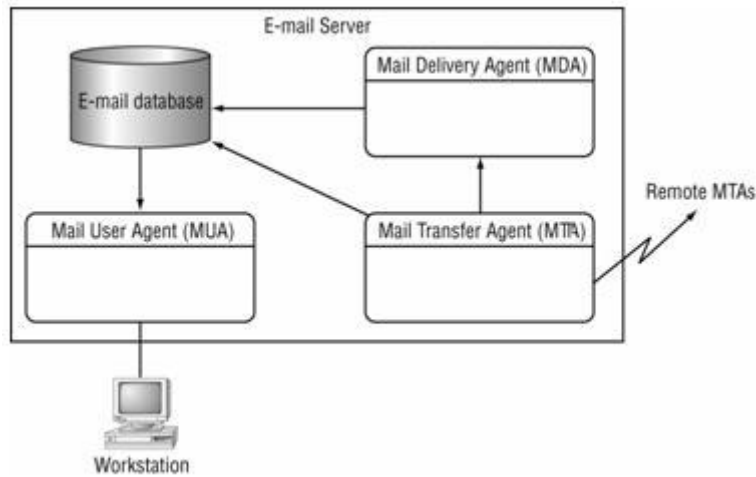 E-mail Server
Mail Delivery Agent (MDA)
E-mail database
Remote MTAs
Mail User Agent (MUA)
Mail Transfer Agent (MTA)
Workstation